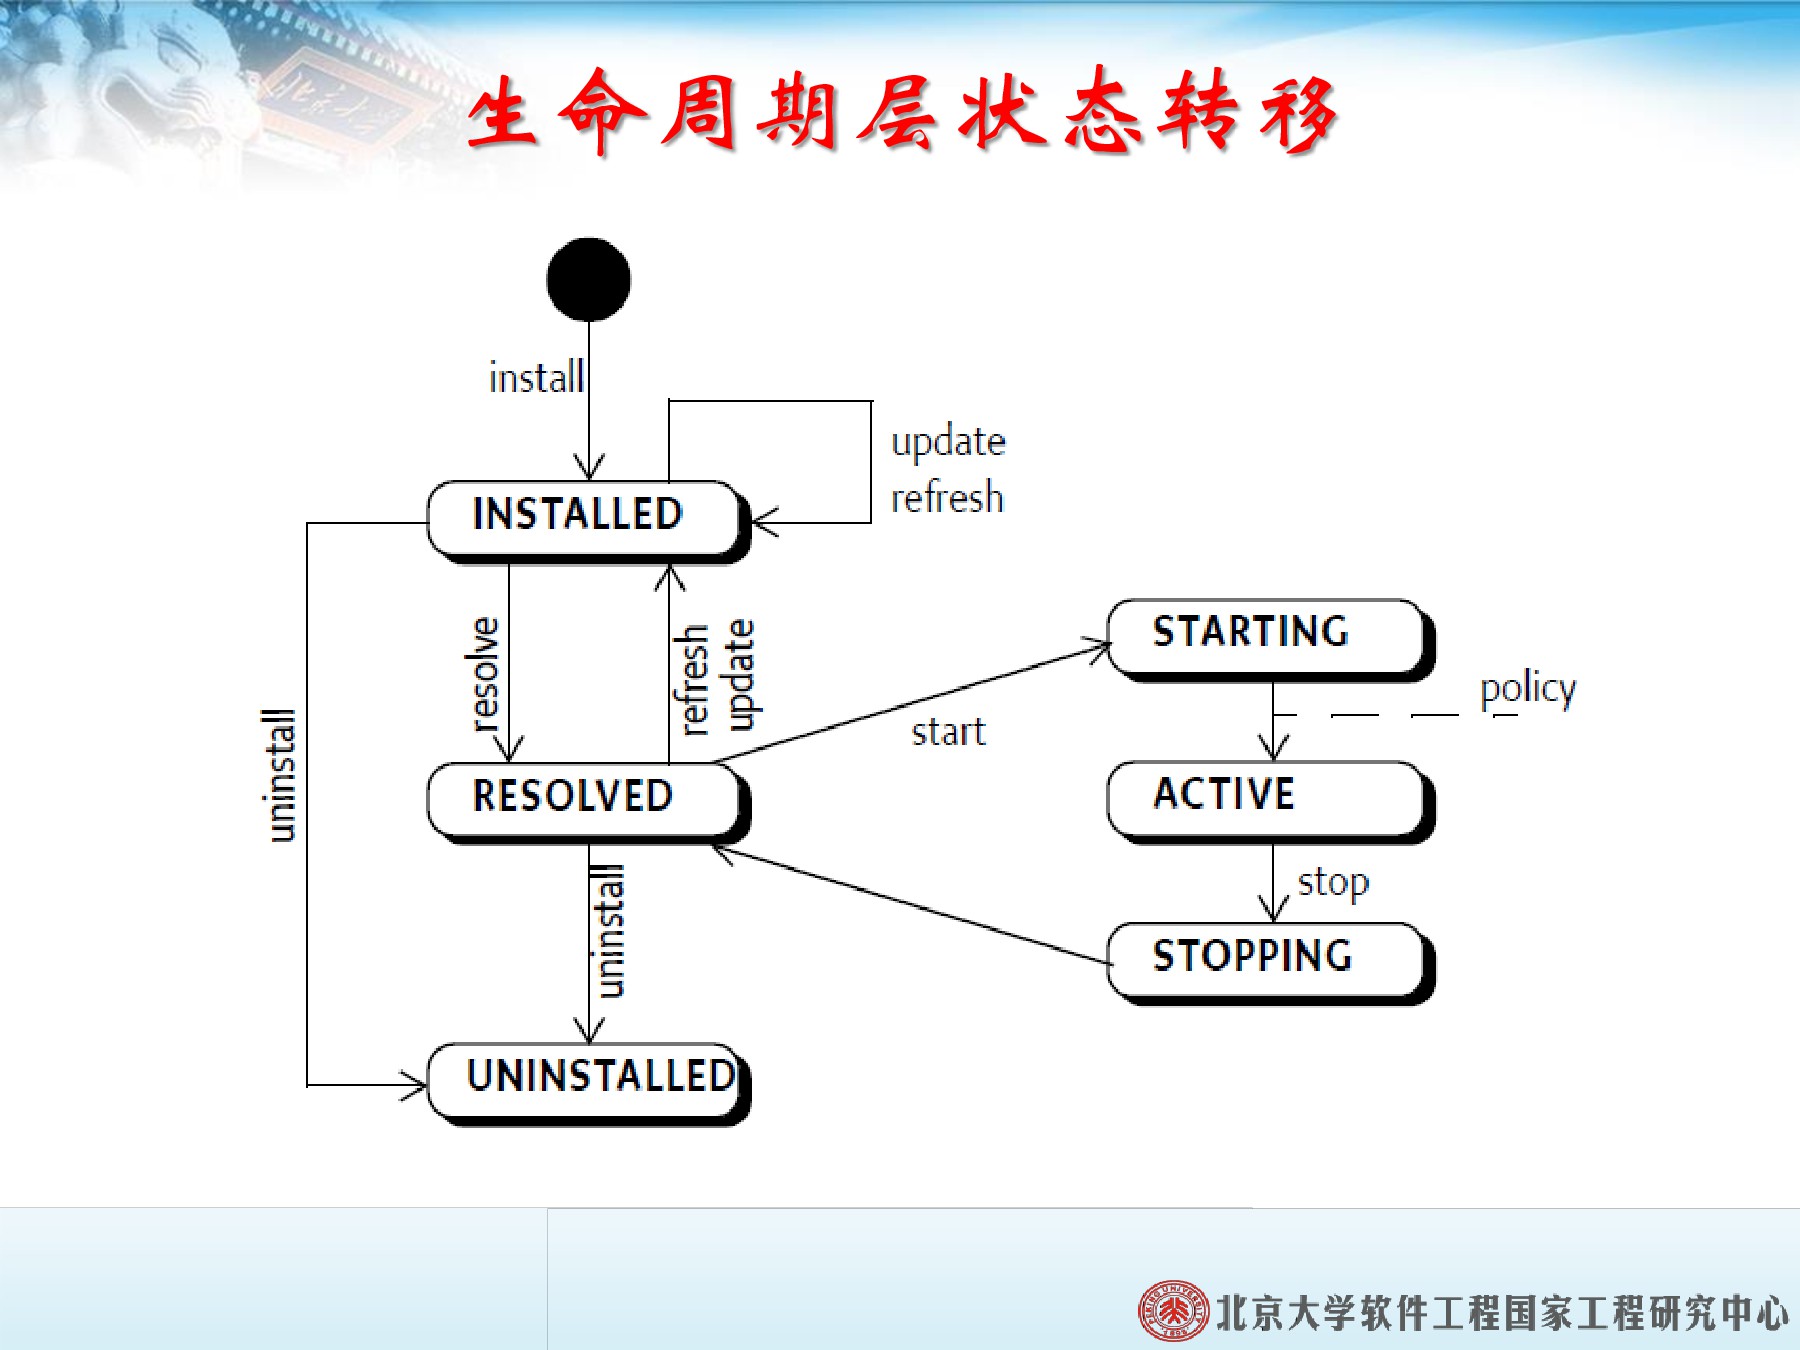 生命周期层状态转移
install
update
refresh
INSTALLED
resolve
refresh
update
uninstall
STARTING
policy
start
RESOLVED
ACTIVE
uninstall
stop
STOPPING
UNINSTALLED
北京大学软件工程国家工程研究中心